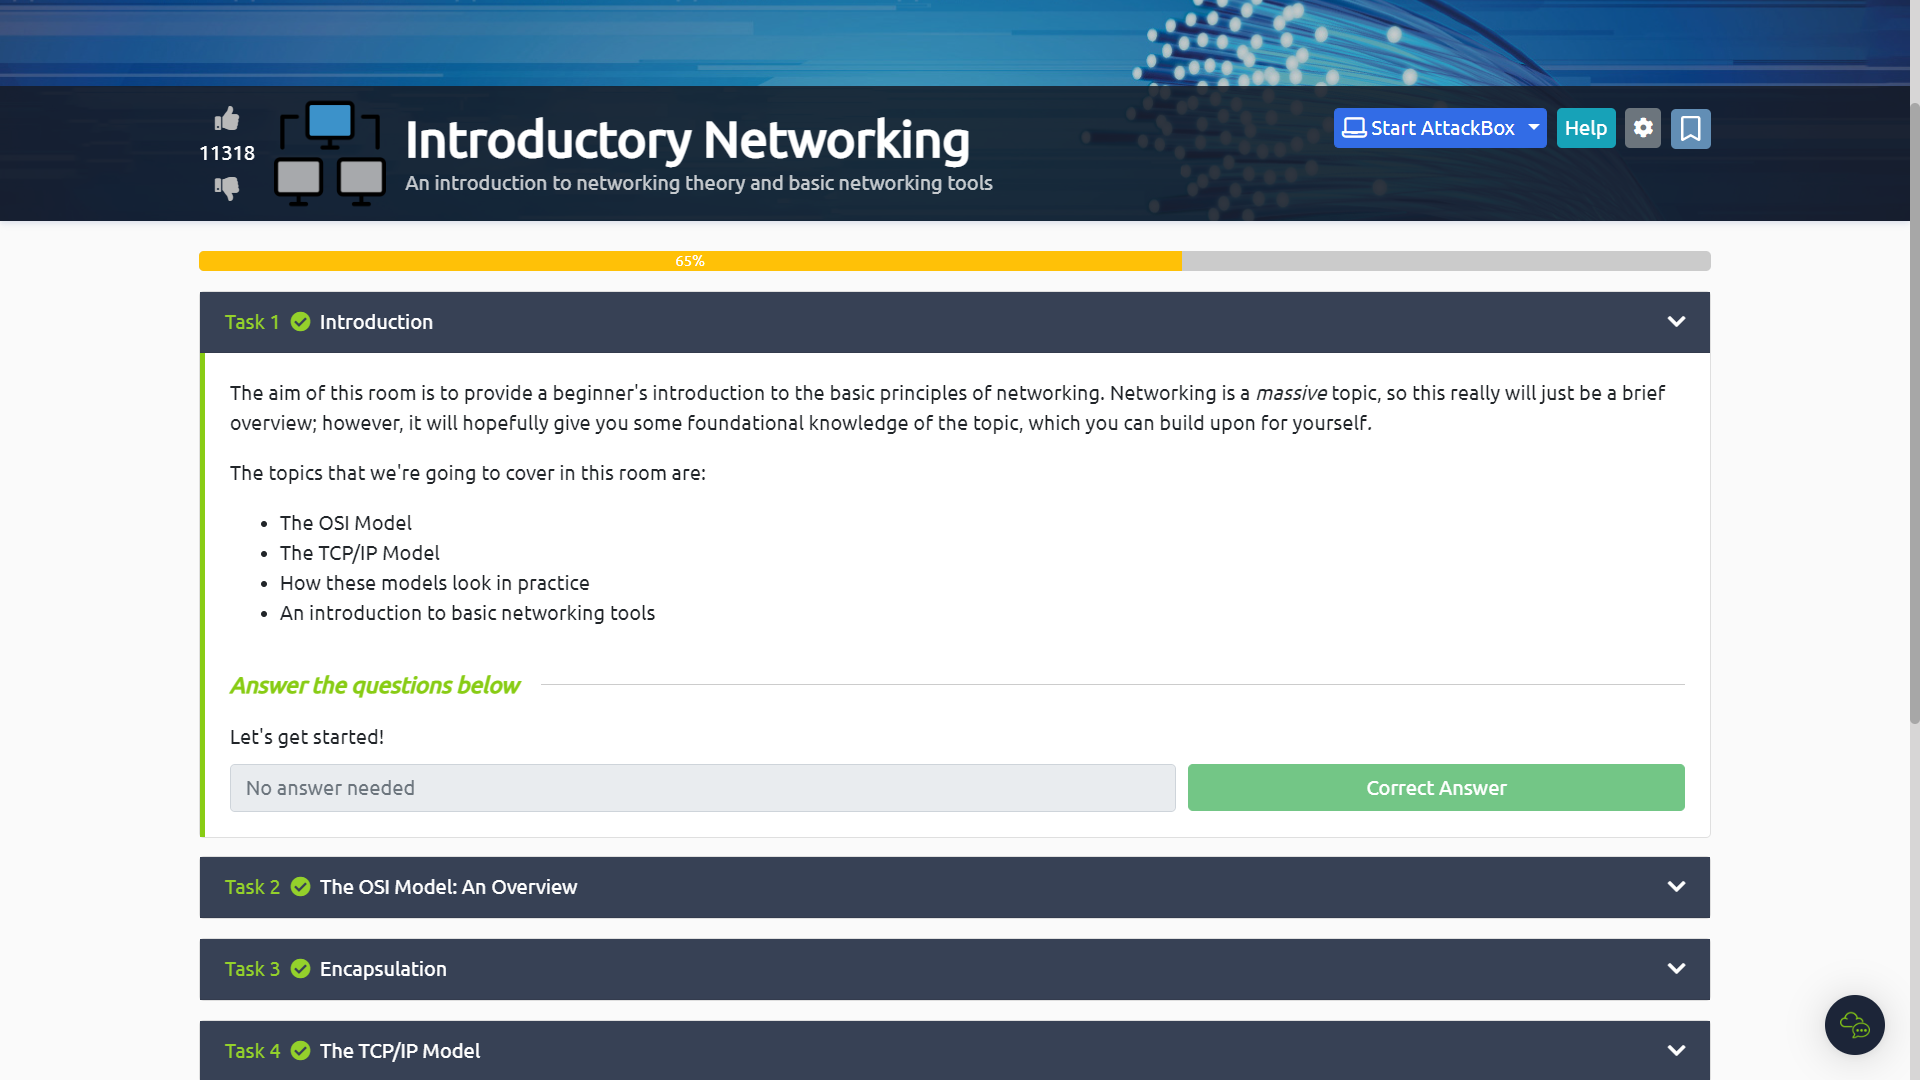 11318
Introductory Networking
An introduction to networking theory and basic networking tools
Start AttackBox
Help
65%
Task 1 Introduction
The aim of this room is to provide a beginner's introduction to the basic principles of networking. Networking is a massive topic, so this really will just be a brief
overview; however, it will hopefully give you some foundational knowledge of the topic, which you can build upon for yourself.
The topics that we're going to cover in this room are:
• The OSI Model
• The TCP/IP Model
• How these models look in practice
• An introduction to basic networking tools
Answer the questions below
Let's get started!
No answer needed
Correct Answer
Task 2 The OSI Model: An Overview
Task 3 Encapsulation
Task 4 The TCP/IP Model